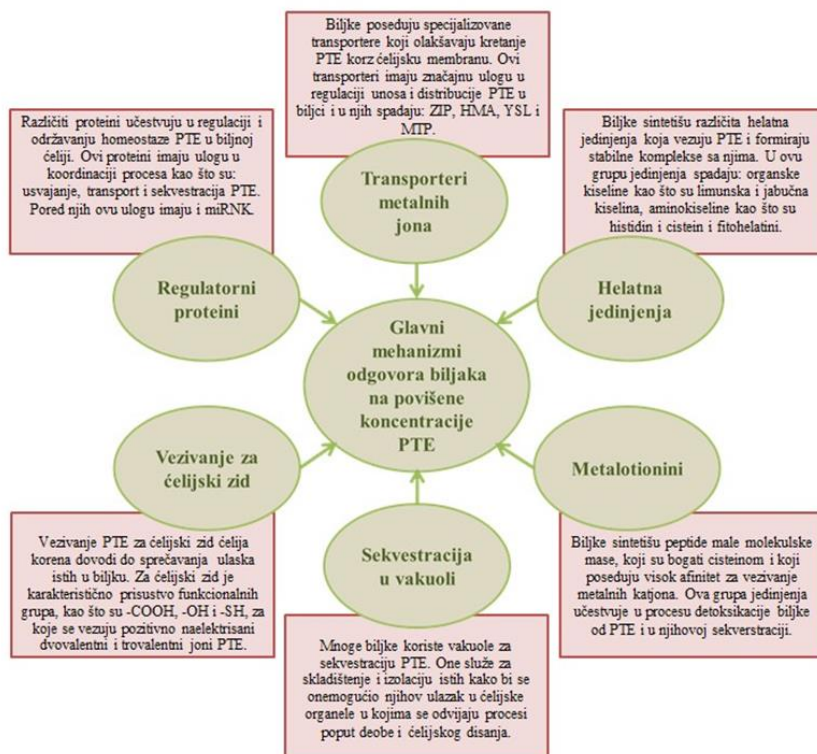 Biljke poseduju specijalizovane
transportere koji olakšavaju kretanje
PTE korz ćelijsku membranu. Ovi
transporteri imaju značajnu ulogu u
regulaciji unosa i distribucije PTE u
biljci i u njih spadaju: ZIP, HMA, YSL i
MTP.
Transporteri
metalnih
jona
Različiti proteini učestvuju u regulaciji i
održavanju homeostaze PTE u biljnoj
ćeliji. Ovi proteini imaju ulogu u
koordinaciji procesa kao što su:
usvajanje, transport i sekvestracija PTE.
Pored njih ovu ulogu imaju i miRNK.
Regulatorni
proteini
Biljke sintetišu različita helatna
jedinjenja koja vezuju PTE i formiraju
stabilne komplekse sa njima. U ovu
grupu jedinjenja spadaju: organske
kiseline kao što su limunska i jabučna
kiselina, aminokiseline kao što su
histidin i cistein i fitohelatini.
Helatna
jedinjenja
Glavni
mehanizmi
odgovora biljaka
na povišene
koncentracije
PTE
Vezivanje za
ćelijski zid
Vezivanje PTE za ćelijski zid ćelija
korena dovodi do sprečavanja ulaska
istih u biljku. Za ćelijski zid je
karakteristično prisustvo funkcionalnih
grupa, kao što su -COOH, -OH i -SH, za
koje se vezuju pozitivno naelektrisani
dvovalentni i trovalentni joni PTE.
Sekvestracija
u vakuoli
Mnoge biljke koriste vakuole za
sekvestraciju PTE. One služe za
skladištenje i izolaciju istih kako bi se
onemogućio njihov ulazak u ćelijske
organele u kojima se odvijaju procesi
poput deobe i ćelijskog disanja.
Metalotionini
Biljke sintetišu peptide male molekulske
mase, koji su bogati cisteinom i koji
poseduju visok afinitet za vezivanje
metalnih katjona. Ova grupa jedinjenja
učestvuje u procesu detoksikacije biljke
od PTE i u njihovoj sekverstraciji.